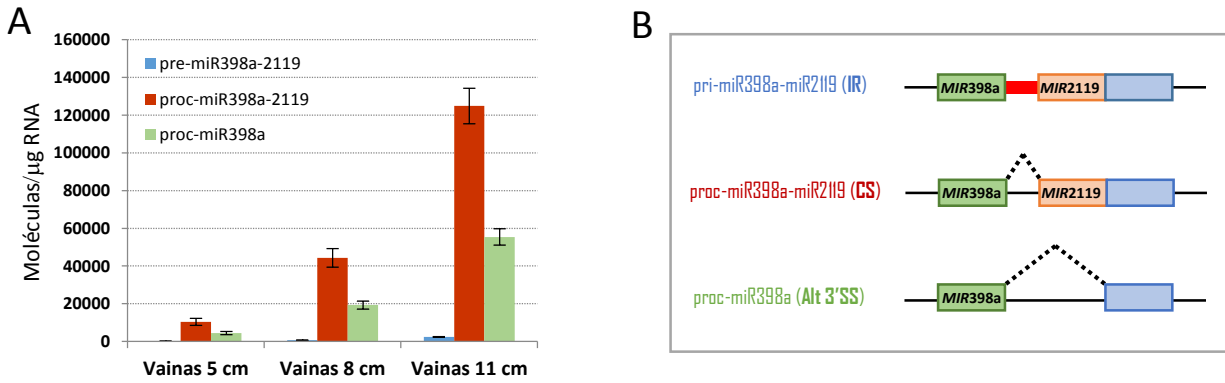 A
160000
140000
120000
100000
80000
60000
40000
20000
0
Moléculas/µg RNA
pre-miR398a-2119
proc-miR398a-2119
proc-miR398a
Vainas 5 cm
Vainas 8 cm
Vainas 11 cm
B
pri-miR398a-miR2119 (IR)
MIR398a
MIR2119
proc-miR398a-miR2119 (CS)
MIR398a
MIR2119
proc-miR398a (Alt 3'SS)
MIR398a